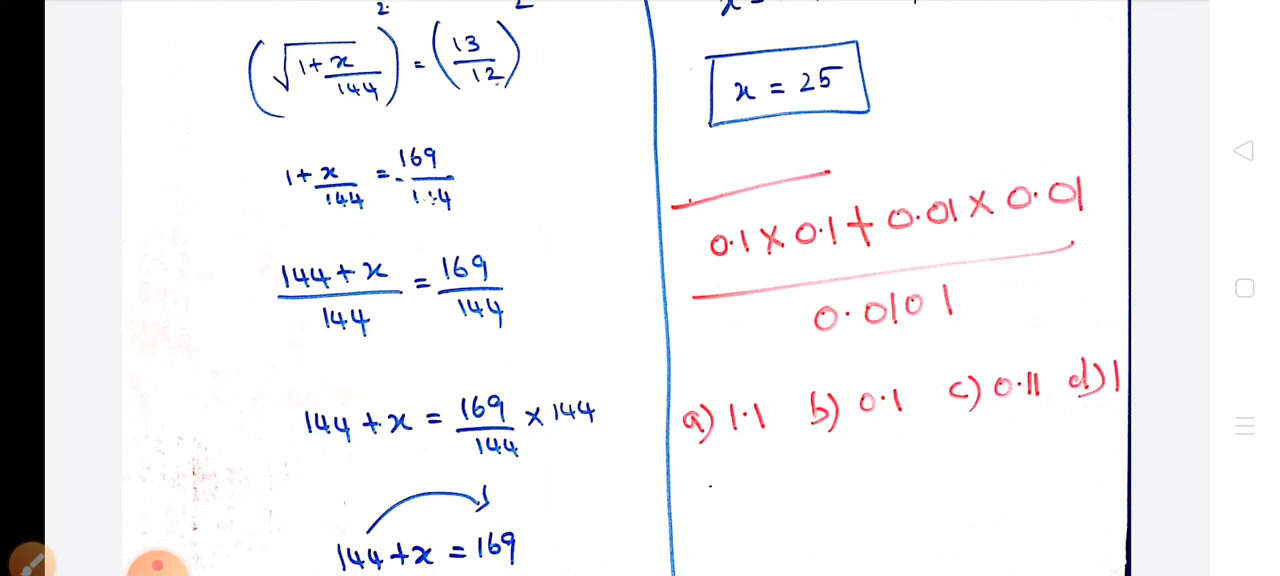 (√1+x/144)² = (13/12)²
1+x/144 = 169/144
144+x/144 = 169/144
144+x = 169/144 × 144
144+x = 169
x = 25
0.1 × 0.1 + 0.01 × 0.01
0.0101
a) 1.1 b) 0.1 c) 0.11 d) 1